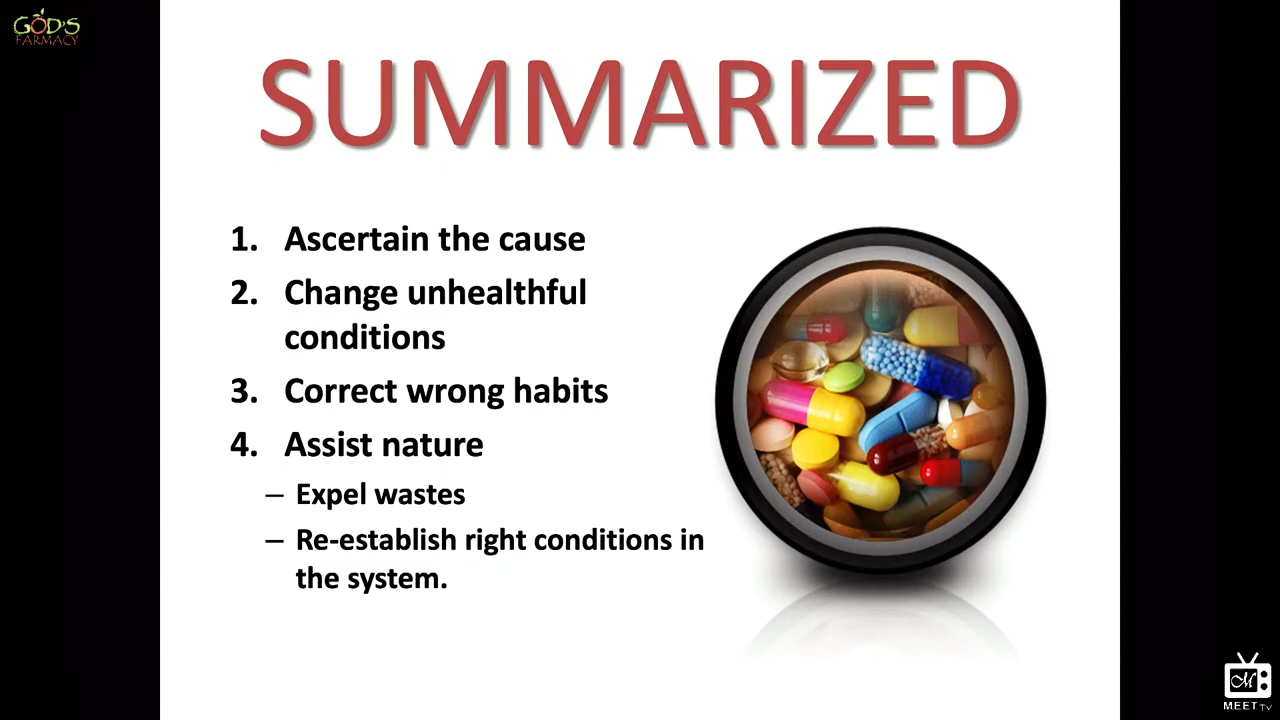 GOD'S
FARMACY
SUMMARIZED
1. Ascertain the cause
2. Change unhealthful
conditions
3. Correct wrong habits
4. Assist nature
– Expel wastes
– Re-establish right conditions in
the system.
M
MEET TV